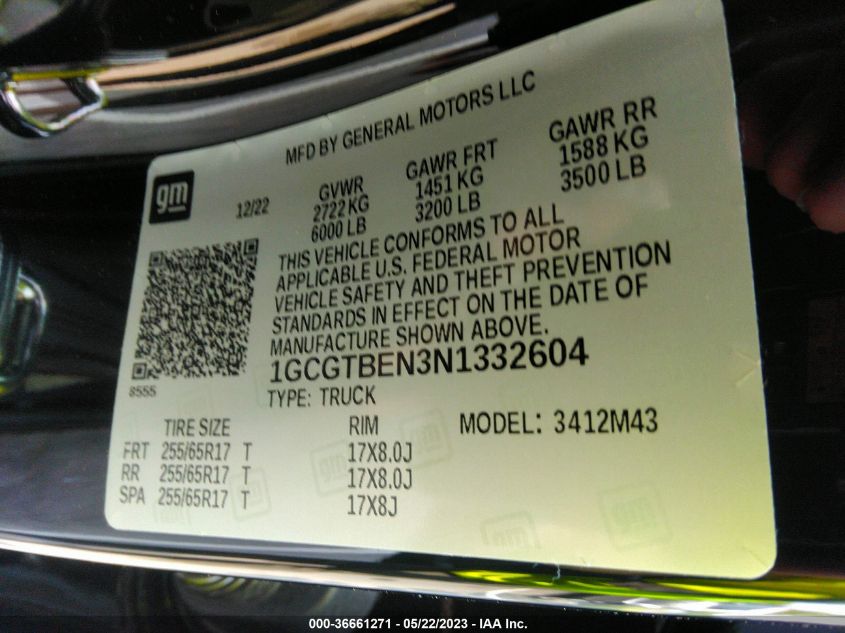 MFD BY GENERAL MOTORS LLC
gm
12/22
GVWR GAWR FRT GAWR RR
2722 KG 1451 KG 1588 KG
6000 LB 3200 LB 3500 LB
THIS VEHICLE CONFORMS TO ALL
APPLICABLE U.S. FEDERAL MOTOR
VEHICLE SAFETY AND THEFT PREVENTION
STANDARDS IN EFFECT ON THE DATE OF
MANUFACTURE SHOWN ABOVE.
8555
1GCGTBEN3N1332604
TYPE: TRUCK
TIRE SIZE RIM MODEL: 3412M43
FRT 255/65R17 T 17X8.0J
RR 255/65R17 T 17X8.0J
SPA 255/65R17 T 17X8J
gm
000-36661271 - 05/22/2023 - IAA Inc.